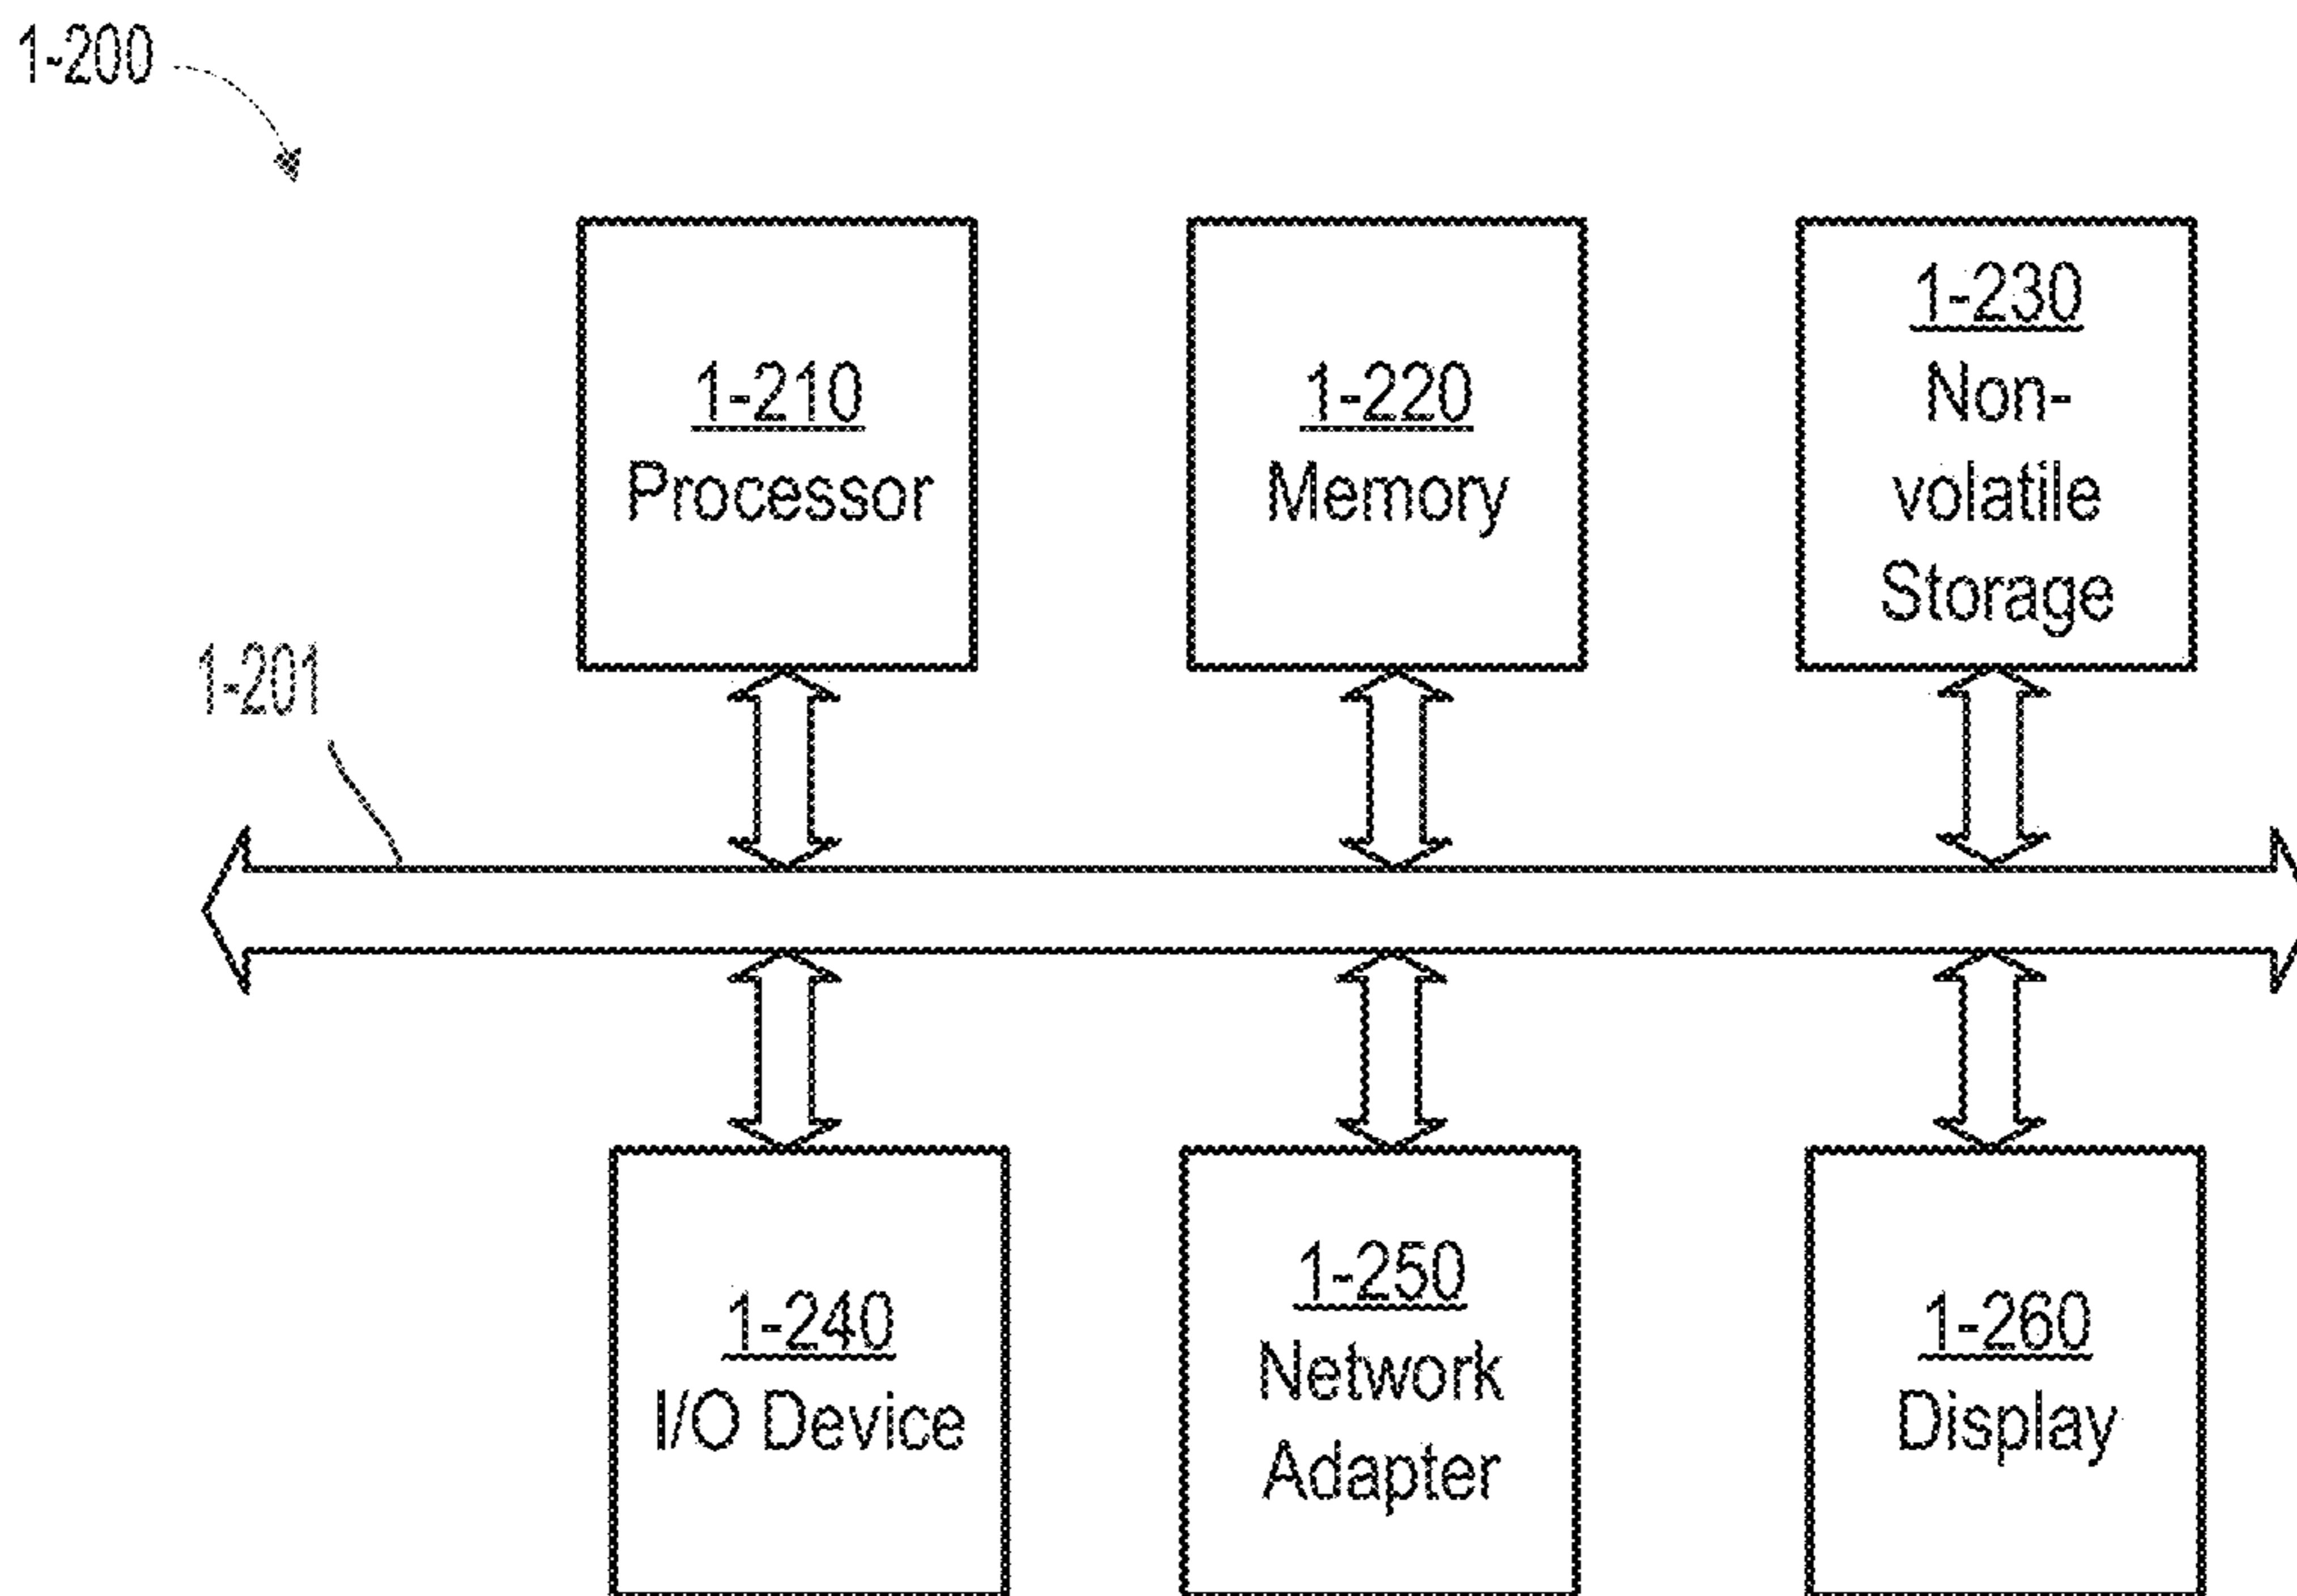 1-200
1-210
Processor
1-220
Memory
1-230
Non-
volatile
Storage
1-201
1-240
I/O Device
1-250
Network
Adapter
1-260
Display